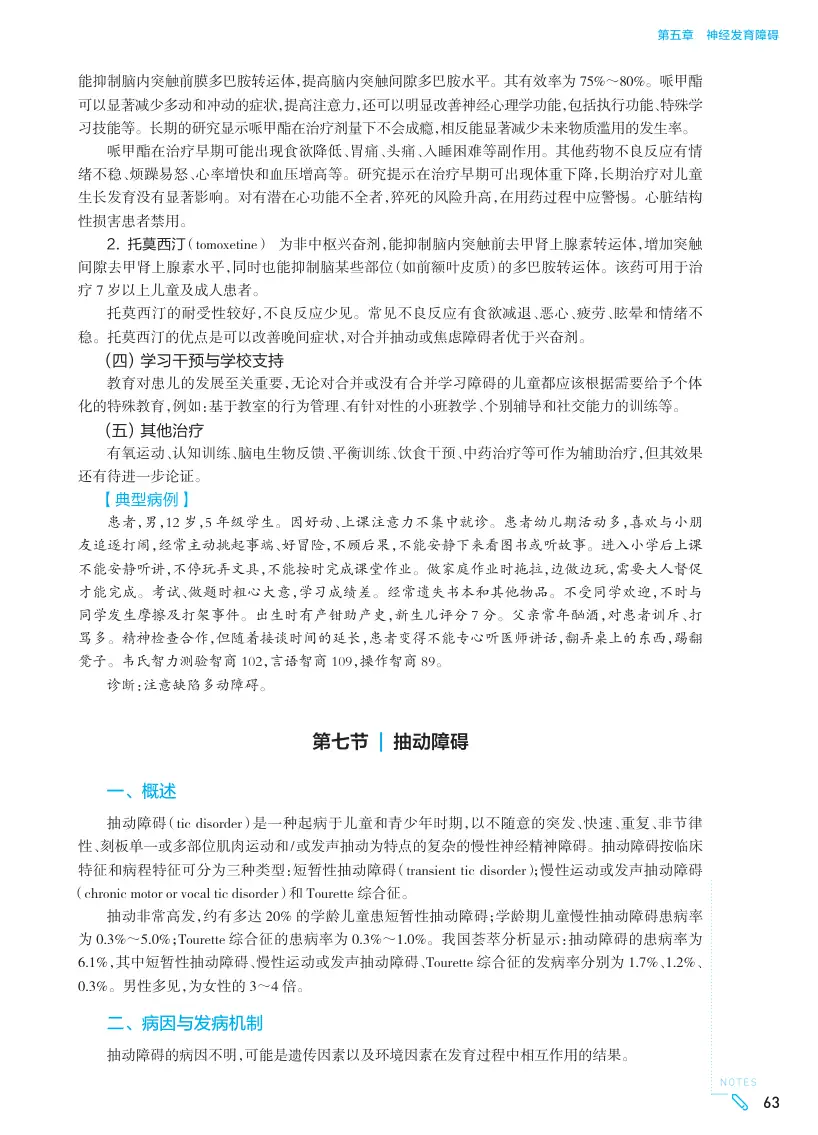 第五章 神经发育障碍
能抑制脑内突触前膜多巴胺转运体,提高脑内突触间隙多巴胺水平。其有效率为 75%～80%。哌甲酯
可以显著减少多动和冲动的症状,提高注意力,还可以明显改善神经心理学功能,包括执行功能、特殊学
习技能等。长期的研究显示哌甲酯在治疗剂量下不会成瘾,相反能显著减少未来物质滥用的发生率。
哌甲酯在治疗早期可能出现食欲降低、胃痛、头痛、入睡困难等副作用。其他药物不良反应有情
绪不稳、烦躁易怒、心率增快和血压增高等。研究提示在治疗早期可出现体重下降,长期治疗对儿童
生长发育没有显著影响。对有潜在心功能不全者,猝死的风险升高,在用药过程中应警惕。心脏结构
性损害患者禁用。
2. 托莫西汀(tomoxetine) 为非中枢兴奋剂,能抑制脑内突触前去甲肾上腺素转运体,增加突触
间隙去甲肾上腺素水平,同时也能抑制脑某些部位(如前额叶皮质)的多巴胺转运体。该药可用于治
疗 7 岁以上儿童及成人患者。
托莫西汀的耐受性较好,不良反应少见。常见不良反应有食欲减退、恶心、疲劳、眩晕和情绪不
稳。托莫西汀的优点是可以改善晚间症状,对合并抽动或焦虑障碍者优于兴奋剂。
(四) 学习干预与学校支持
教育对患儿的发展至关重要,无论对合并或没有合并学习障碍的儿童都应该根据需要给予个体
化的特殊教育,例如:基于教室的行为管理、有针对性的小班教学、个别辅导和社交能力的训练等。
(五) 其他治疗
有氧运动、认知训练、脑电生物反馈、平衡训练、饮食干预、中药治疗等可作为辅助治疗,但其效果
还有待进一步论证。
【典型病例】
患者,男,12 岁,5 年级学生。因好动、上课注意力不集中就诊。患者幼儿期活动多,喜欢与小朋
友追逐打闹,经常主动挑起事端、好冒险,不顾后果,不能安静下来看图书或听故事。进入小学后上课
不能安静听讲,不停玩弄文具,不能按时完成课堂作业。做家庭作业时拖拉,边做边玩,需要大人督促
才能完成。考试、做题时粗心大意,学习成绩差。经常遗失书本和其他物品。不受同学欢迎,不时与
同学发生摩擦及打架事件。出生时有产钳助产史,新生儿评分 7 分。父亲常年酗酒,对患者训斥、打
骂多。精神检查合作,但随着接谈时间的延长,患者变得不能专心听医师讲话,翻弄桌上的东西,踢翻
凳子。韦氏智力测验智商 102,言语智商 109,操作智商 89。
诊断:注意缺陷多动障碍。
第七节 | 抽动障碍
一、概述
抽动障碍(tic disorder)是一种起病于儿童和青少年时期,以不随意的突发、快速、重复、非节律
性、刻板单一或多部位肌肉运动和/或发声抽动为特点的复杂的慢性神经精神障碍。抽动障碍按临床
特征和病程特征可分为三种类型:短暂性抽动障碍(transient tic disorder);慢性运动或发声抽动障碍
(chronic motor or vocal tic disorder)和 Tourette 综合征。
抽动非常高发,约有多达 20% 的学龄儿童患短暂性抽动障碍;学龄期儿童慢性抽动障碍患病率
为 0.3%～5.0%;Tourette 综合征的患病率为 0.3%～1.0%。我国荟萃分析显示:抽动障碍的患病率为
6.1%,其中短暂性抽动障碍、慢性运动或发声抽动障碍、Tourette 综合征的发病率分别为 1.7%、1.2%、
0.3%。男性多见,为女性的 3～4 倍。
二、病因与发病机制
抽动障碍的病因不明,可能是遗传因素以及环境因素在发育过程中相互作用的结果。
NOTES
63